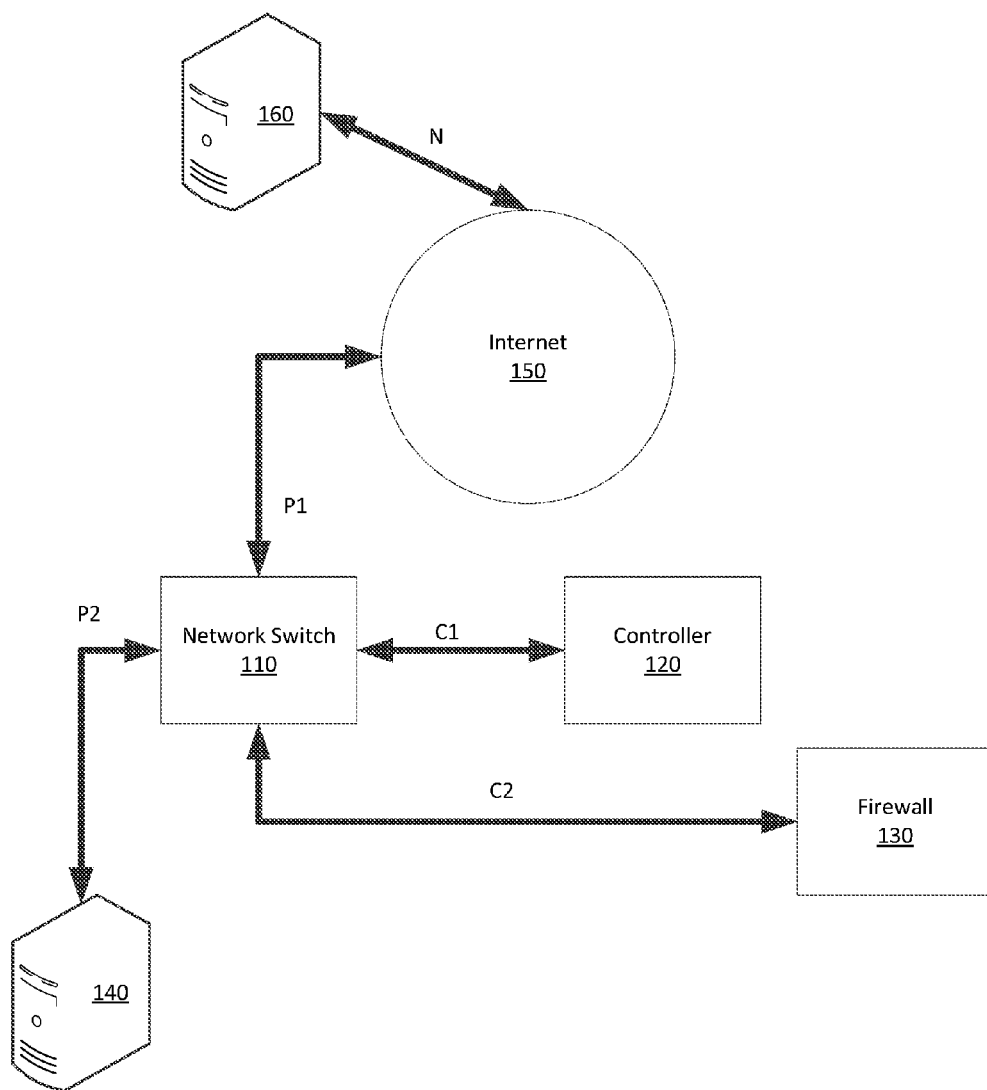 160
N
Internet
150
P1
P2
Network Switch
110
C1
Controller
120
C2
Firewall
130
140